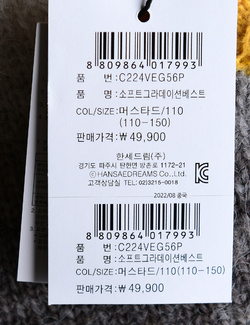 8 809864 017993
품 번: C224VEG56P
품 명: 소프트그라데이션베스트
COL/SIZE: 머스타드/110
(110-150)
판매가격: ₩ 49,900
한세드림(주)
경기도 파주시 탄현면 방촌로 1172-21
ⓒHANSAEDREAMS CO., LTD.
고객상담실 TEL: 02)3215-0018
2022/08 중국
8 809864 017993
품 번: C224VEG56P
품 명: 소프트그라데이션베스트
COL/SIZE: 머스타드/110(110-150)
판매가격: ₩ 49,900